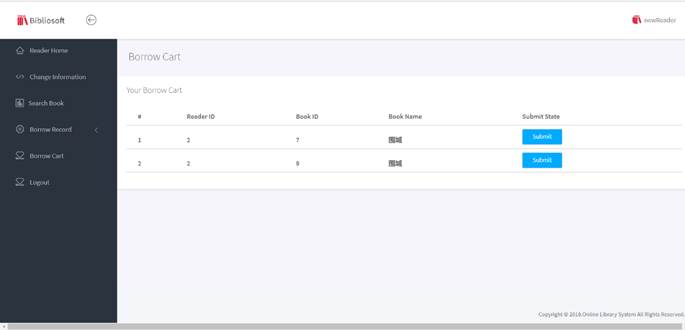 Bibliosoft
newReader
Reader Home
Change Information
Search Book
Borrow Record
Borrow Cart
Logout
Borrow Cart
Your Borrow Cart
# Reader ID Book ID Book Name Submit State
1 2 7 围城 Submit
2 2 9 围城 Submit
Copyright © 2018.Online Library System All Rights Reserved.